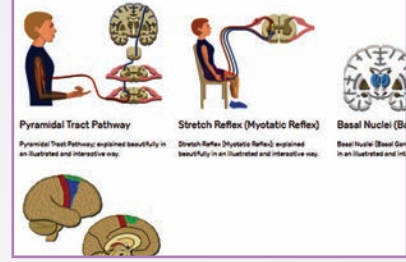 Pyramidal Tract Pathway
Pyramidal Tract Pathway; explained beautifully in
an illustrated and interactive way.
Stretch Reflex (Myotatic Reflex)
Stretch Reflex (Myotatic Reflex); explained
beautifully in an illustrated and interactive way.
Basal Nuclei (Ba
Basal Nuclei (Basal Gan
in an illustrated and int